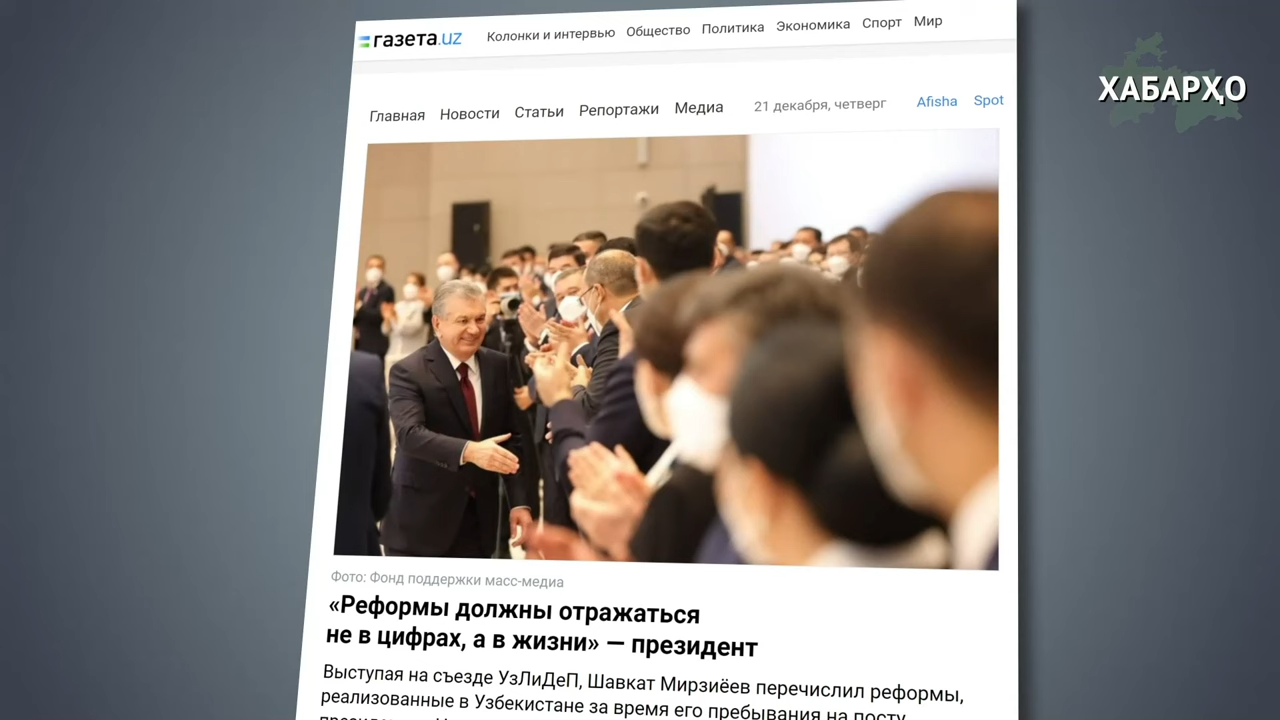 газета.uz
Колонки и интервью Общество Политика Экономика Спорт Мир
ХАБАРҲО
Главная Новости Статьи Репортажи Медиа 21 декабря, четверг Afisha Spot
Фото: Фонд поддержки масс-медиа
«Реформы должны отражаться
не в цифрах, а в жизни» — президент
Выступая на съезде УзЛиДеП, Шавкат Мирзиёев перечислил реформы,
реализованные в Узбекистане за время его пребывания на посту